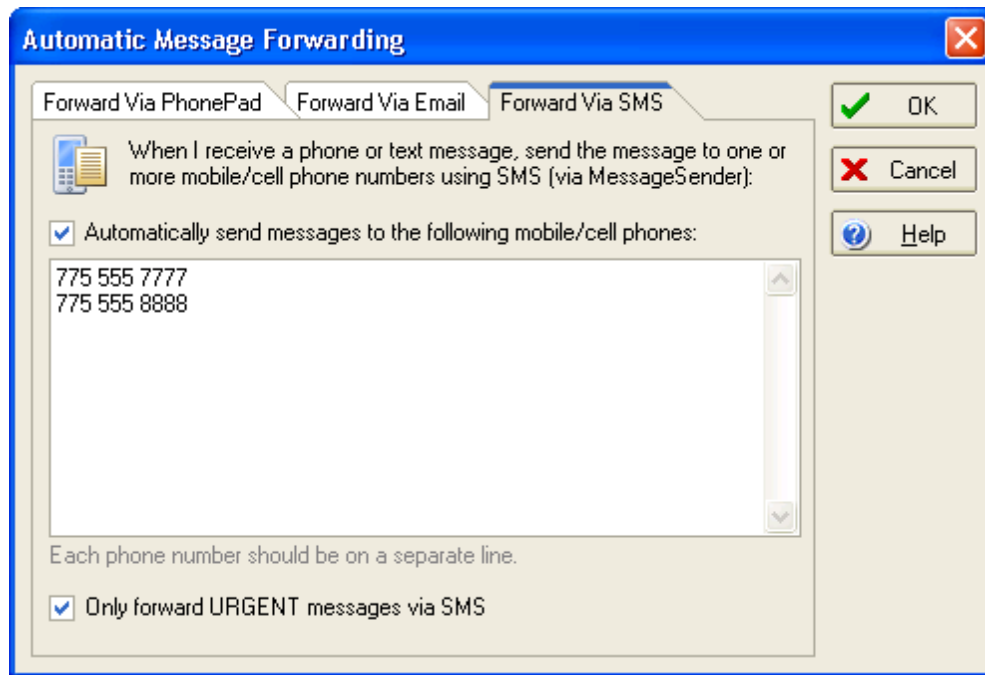 Automatic Message Forwarding
Forward Via PhonePad
Forward Via Email
Forward Via SMS
When I receive a phone or text message, send the message to one or
more mobile/cell phone numbers using SMS (via MessageSender):
Automatically send messages to the following mobile/cell phones:
775 555 7777
775 555 8888
Each phone number should be on a separate line.
Only forward URGENT messages via SMS
OK
Cancel
Help